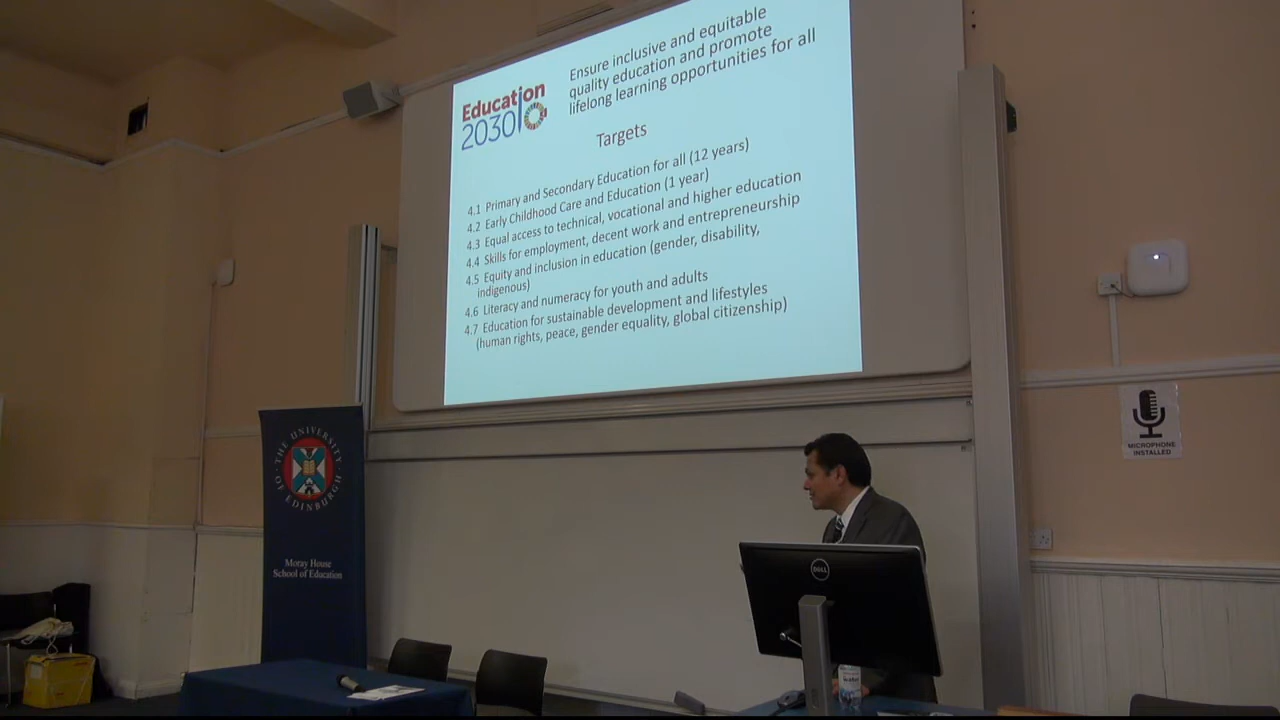 Ensure inclusive and equitable
quality education and promote
lifelong learning opportunities for all
Education
2030
Targets
4.1 Primary and Secondary Education for all (12 years)
4.2 Early Childhood Care and Education (1 year)
4.3 Equal access to technical, vocational and higher education
4.4 Skills for employment, decent work and entrepreneurship
4.5 Equity and inclusion in education (gender, disability,
indigenous)
4.6 Literacy and numeracy for youth and adults
4.7 Education for sustainable development and lifestyles
(human rights, peace, gender equality, global citizenship)
THE UNIVERSITY OF EDINBURGH
Moray House
School of Education
MICROPHONE
INSTALLED
DELL